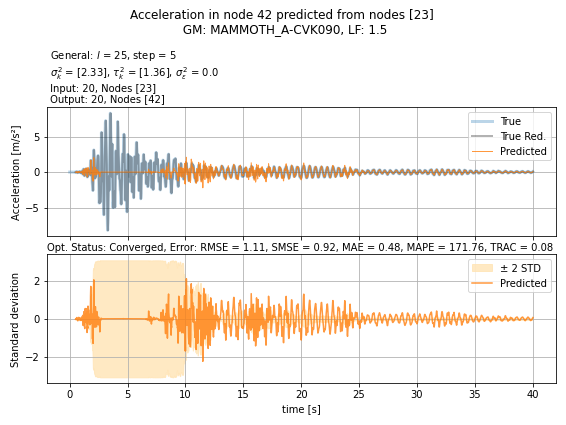 Acceleration in node 42 predicted from nodes [23]
GM: MAMMOTH_A-CVK090, LF: 1.5
General: l = 25, step = 5
σ²ₖ = [2.33], τ²ₖ = [1.36], σ²ε = 0.0
Input: 20, Nodes [23]
Output: 20, Nodes [42]
Acceleration [m/s²]
5
0
−5
True
True Red.
Predicted
Opt. Status: Converged, Error: RMSE = 1.11, SMSE = 0.92, MAE = 0.48, MAPE = 171.76, TRAC = 0.08
Standard deviation
2
0
−2
± 2 STD
Predicted
0 5 10 15 20 25 30 35 40
time [s]